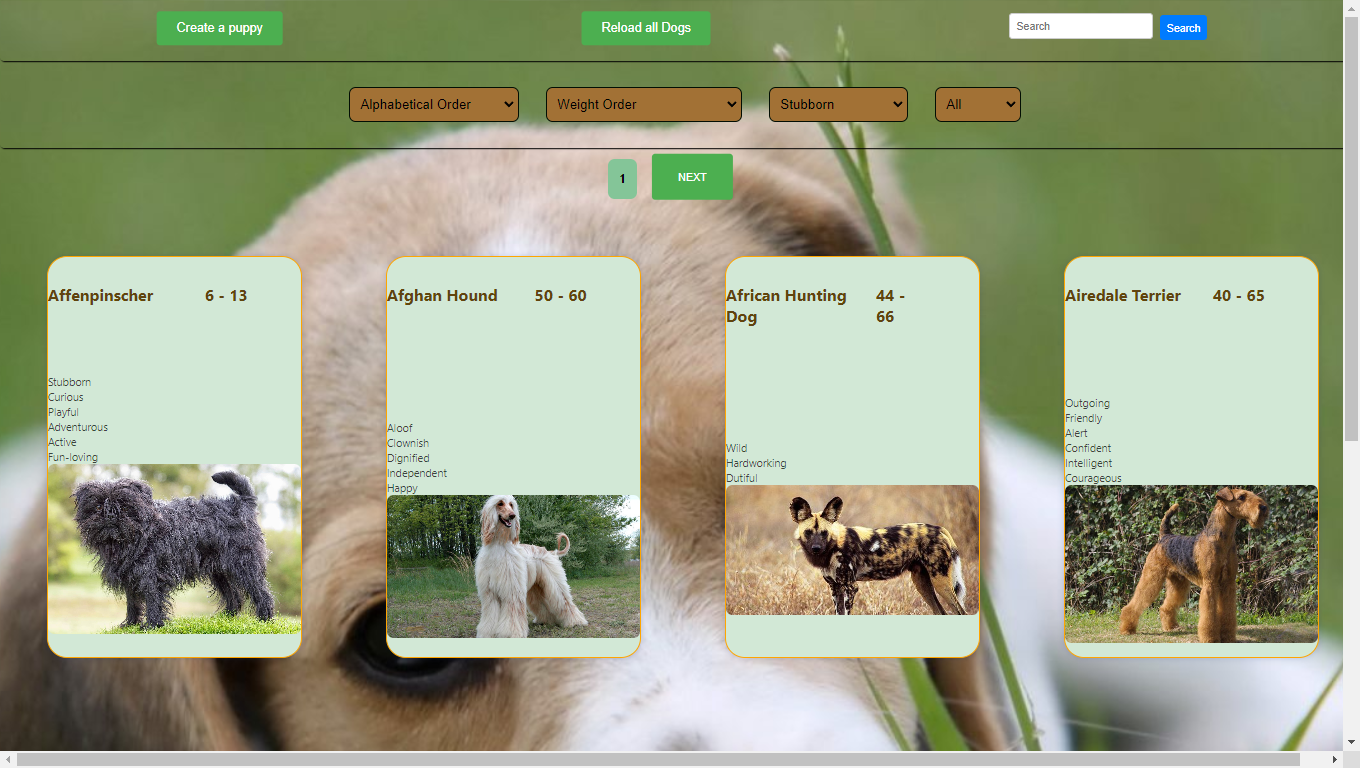 Create a puppy
Reload all Dogs
Search
Search
Alphabetical Order
Weight Order
Stubborn
All
1
NEXT
Affenpinscher
6 - 13
Stubborn
Curious
Playful
Adventurous
Active
Fun-loving
Afghan Hound
50 - 60
Aloof
Clownish
Dignified
Independent
Happy
African Hunting
Dog
44 -
66
Wild
Hardworking
Dutiful
Airedale Terrier
40 - 65
Outgoing
Friendly
Alert
Confident
Intelligent
Courageous